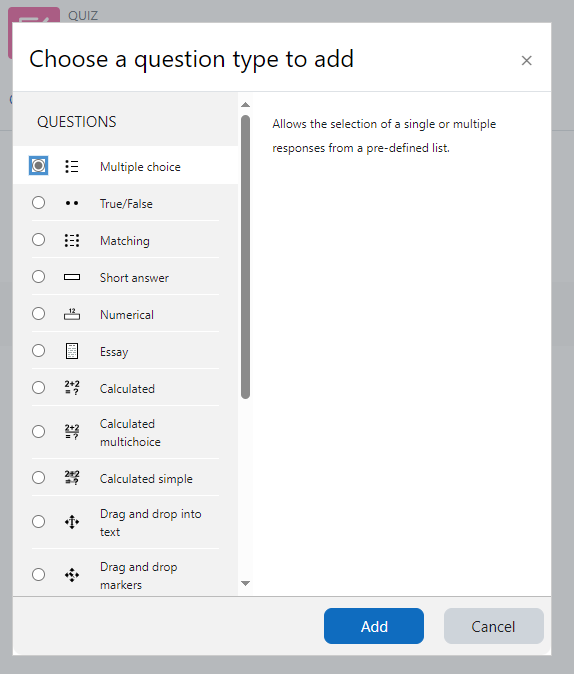 QUIZ
Choose a question type to add
×
QUESTIONS
Allows the selection of a single or multiple
responses from a pre-defined list.
Multiple choice
True/False
Matching
Short answer
12
Numerical
Essay
2+2
= ?
Calculated
2+2
= ?
Calculated
multichoice
2+2
= ?
Calculated simple
Drag and drop into
text
Drag and drop
markers
Add
Cancel